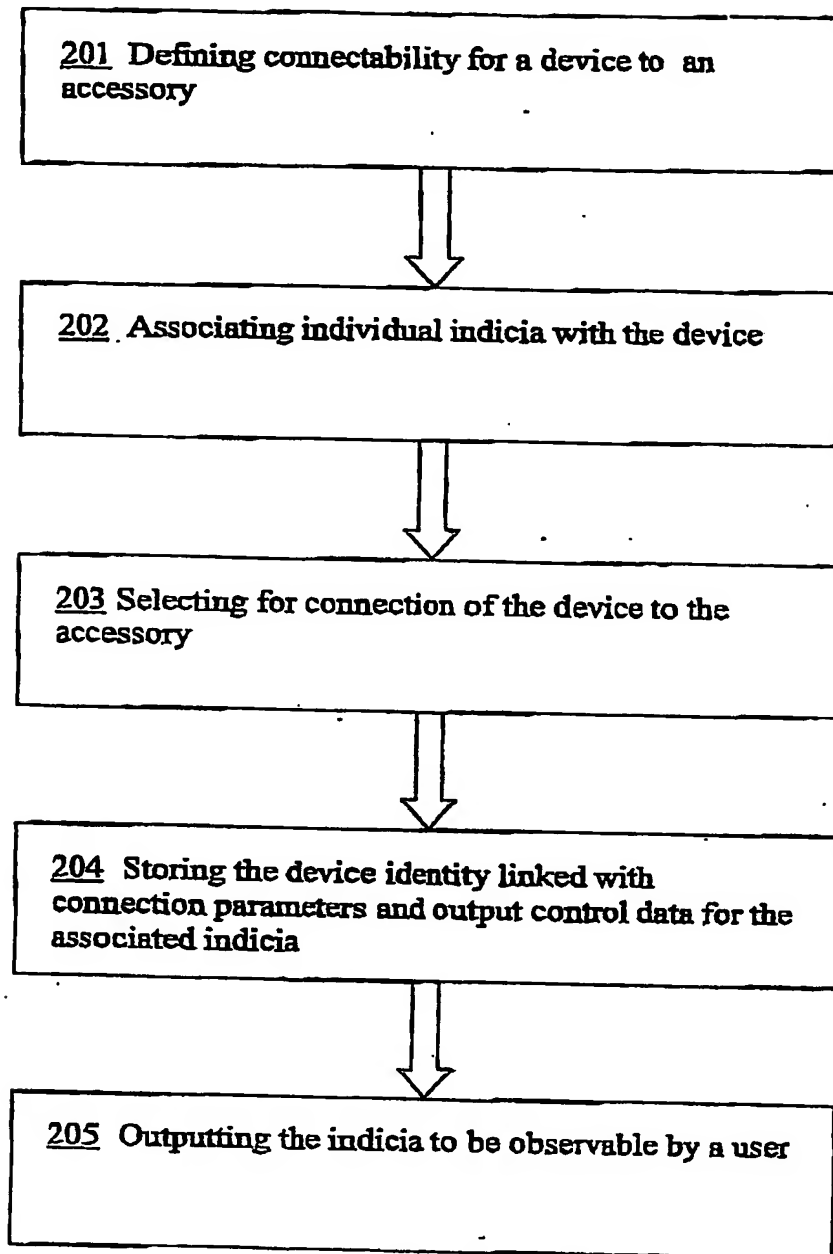 201 Defining connectability for a device to an
accessory
202 Associating individual indicia with the device
203 Selecting for connection of the device to the
accessory
204 Storing the device identity linked with
connection parameters and output control data for the
associated indicia
205 Outputting the indicia to be observable by a user